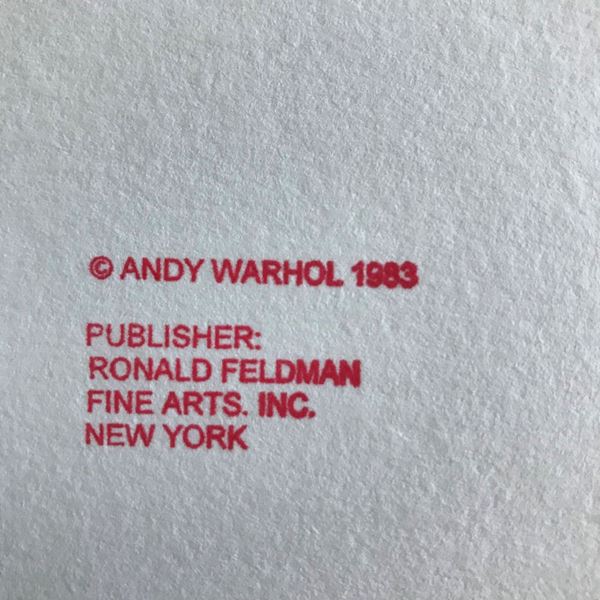 © ANDY WARHOL 1983
PUBLISHER:
RONALD FELDMAN
FINE ARTS. INC.
NEW YORK